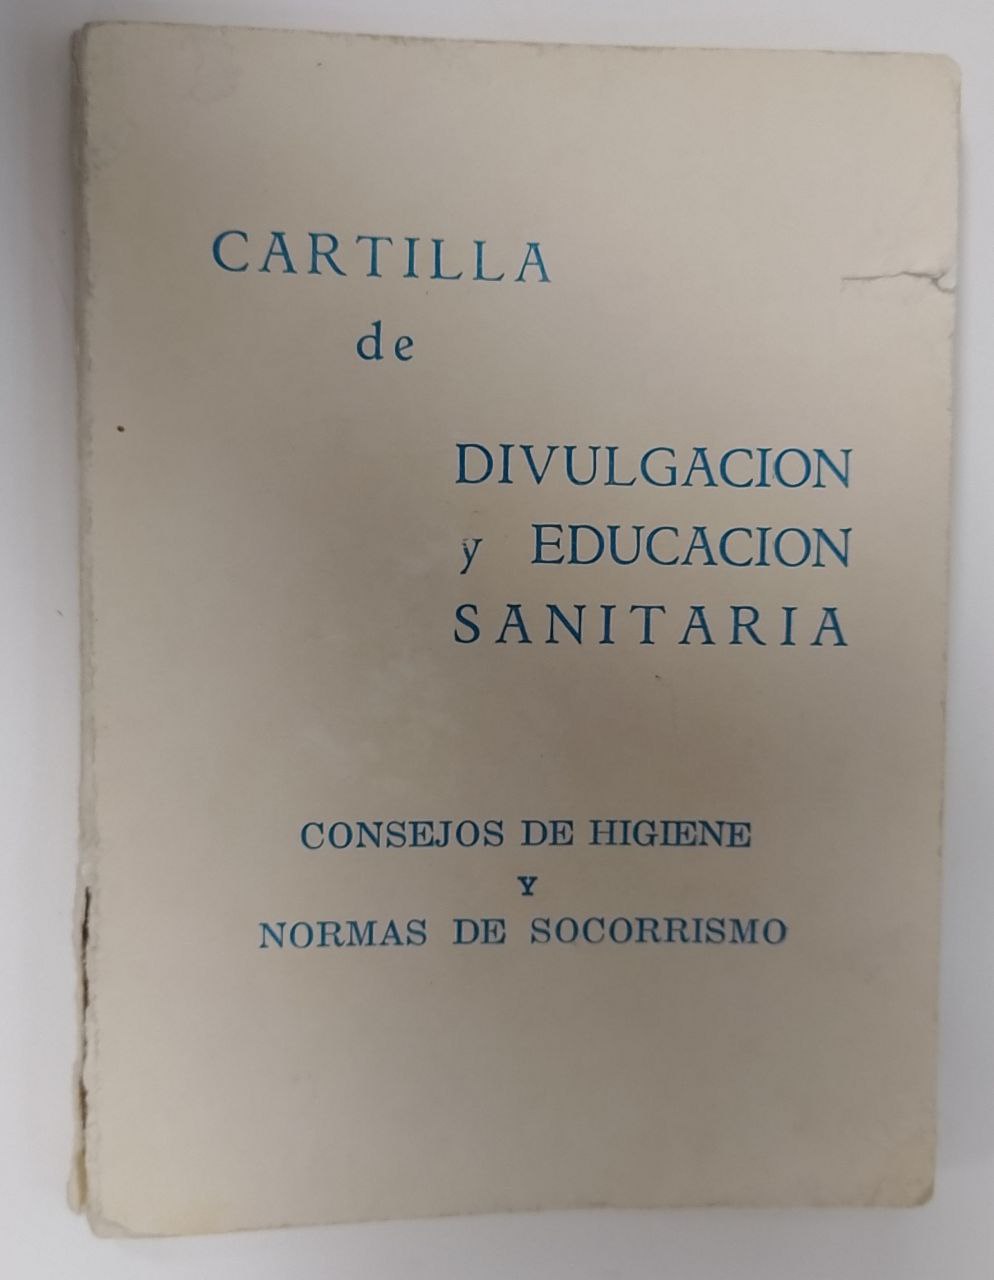 CARTILLA
de
DIVULGACION
y EDUCACION
SANITARIA
CONSEJOS DE HIGIENE
Y
NORMAS DE SOCORRISMO